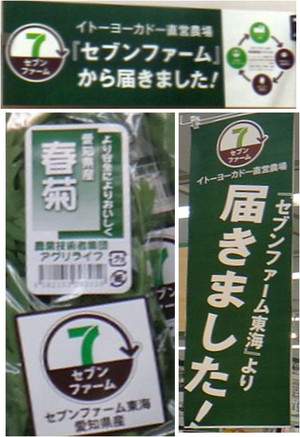 7
セブン
ファーム
イトーヨーカドー直営農場
『セブンファーム』
から届きました!
より容器によりおいしく
愛知県産
春菊
農業技術者集団
アグリライフ
7
セブン
ファーム
セブンファーム東海
愛知県産
7
セブン
ファーム
イトーヨーカドー直営農場
『セブンファーム東海』より
届きました!